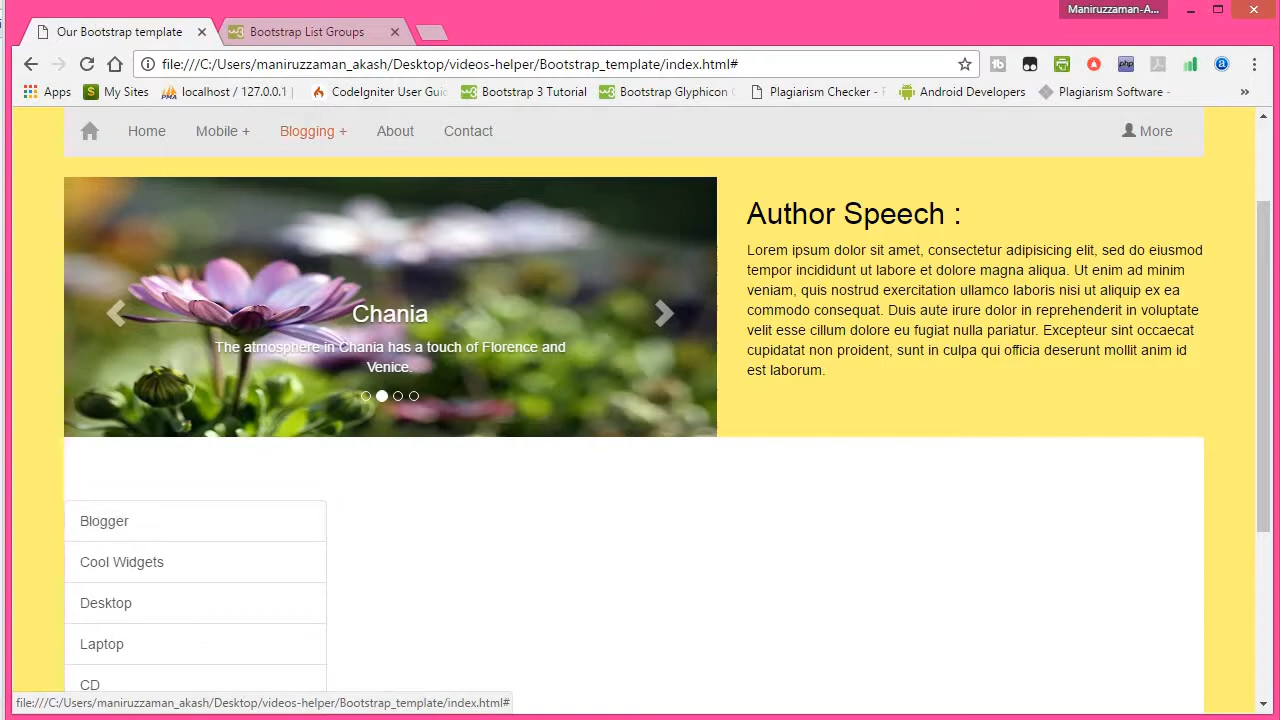 Maniruzzaman-A...
Our Bootstrap template
Bootstrap List Groups
file:///C:/Users/maniruzzaman_akash/Desktop/videos-helper/Bootstrap_template/index.html#
Apps My Sites localhost / 127.0.0.1 | CodeIgniter User Guid Bootstrap 3 Tutorial Bootstrap Glyphicon Plagiarism Checker - Android Developers Plagiarism Software - »
Home Mobile + Blogging + About Contact More
Chania
The atmosphere in Chania has a touch of Florence and
Venice.
Author Speech :
Lorem ipsum dolor sit amet, consectetur adipisicing elit, sed do eiusmod
tempor incididunt ut labore et dolore magna aliqua. Ut enim ad minim
veniam, quis nostrud exercitation ullamco laboris nisi ut aliquip ex ea
commodo consequat. Duis aute irure dolor in reprehenderit in voluptate
velit esse cillum dolore eu fugiat nulla pariatur. Excepteur sint occaecat
cupidatat non proident, sunt in culpa qui officia deserunt mollit anim id
est laborum.
Blogger
Cool Widgets
Desktop
Laptop
CD
file:///C:/Users/maniruzzaman_akash/Desktop/videos-helper/Bootstrap_template/index.html#